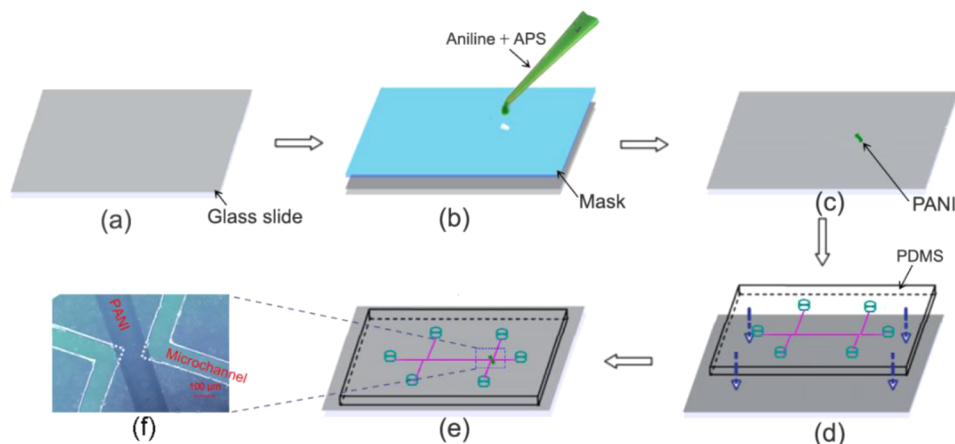 Aniline + APS
Glass slide
(a)
Mask
(b)
PANI
(c)
PDMS
(d)
(e)
PANI
Microchannel
100 μm
(f)